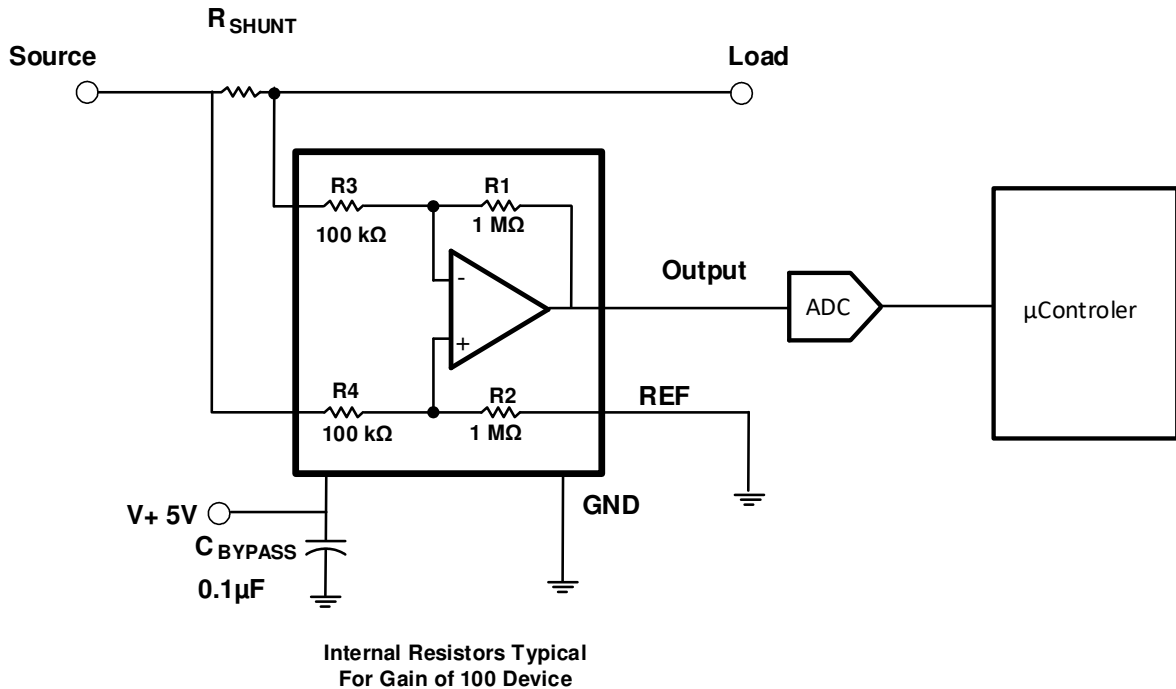 R SHUNT
Source
Load
R3
R1
100 kΩ
1 MΩ
-
Output
ADC
µControler
+
R4
R2
REF
100 kΩ
1 MΩ
GND
V+ 5V
C BYPASS
0.1µF
Internal Resistors Typical
For Gain of 100 Device